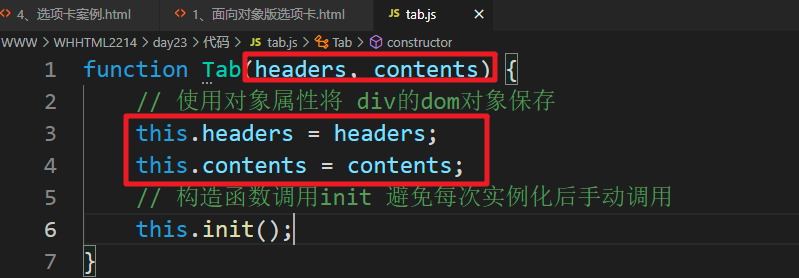 4、选项卡案例.html 1、面向对象版选项卡.html tab.js ×
WWW > WHHTML2214 > day23 > 代码 > tab.js > Tab > constructor
1 function Tab(headers, contents) {
2 // 使用对象属性将 div的dom对象保存
3 this.headers = headers;
4 this.contents = contents;
5 // 构造函数调用init 避免每次实例化后手动调用
6 this.init();
7 }